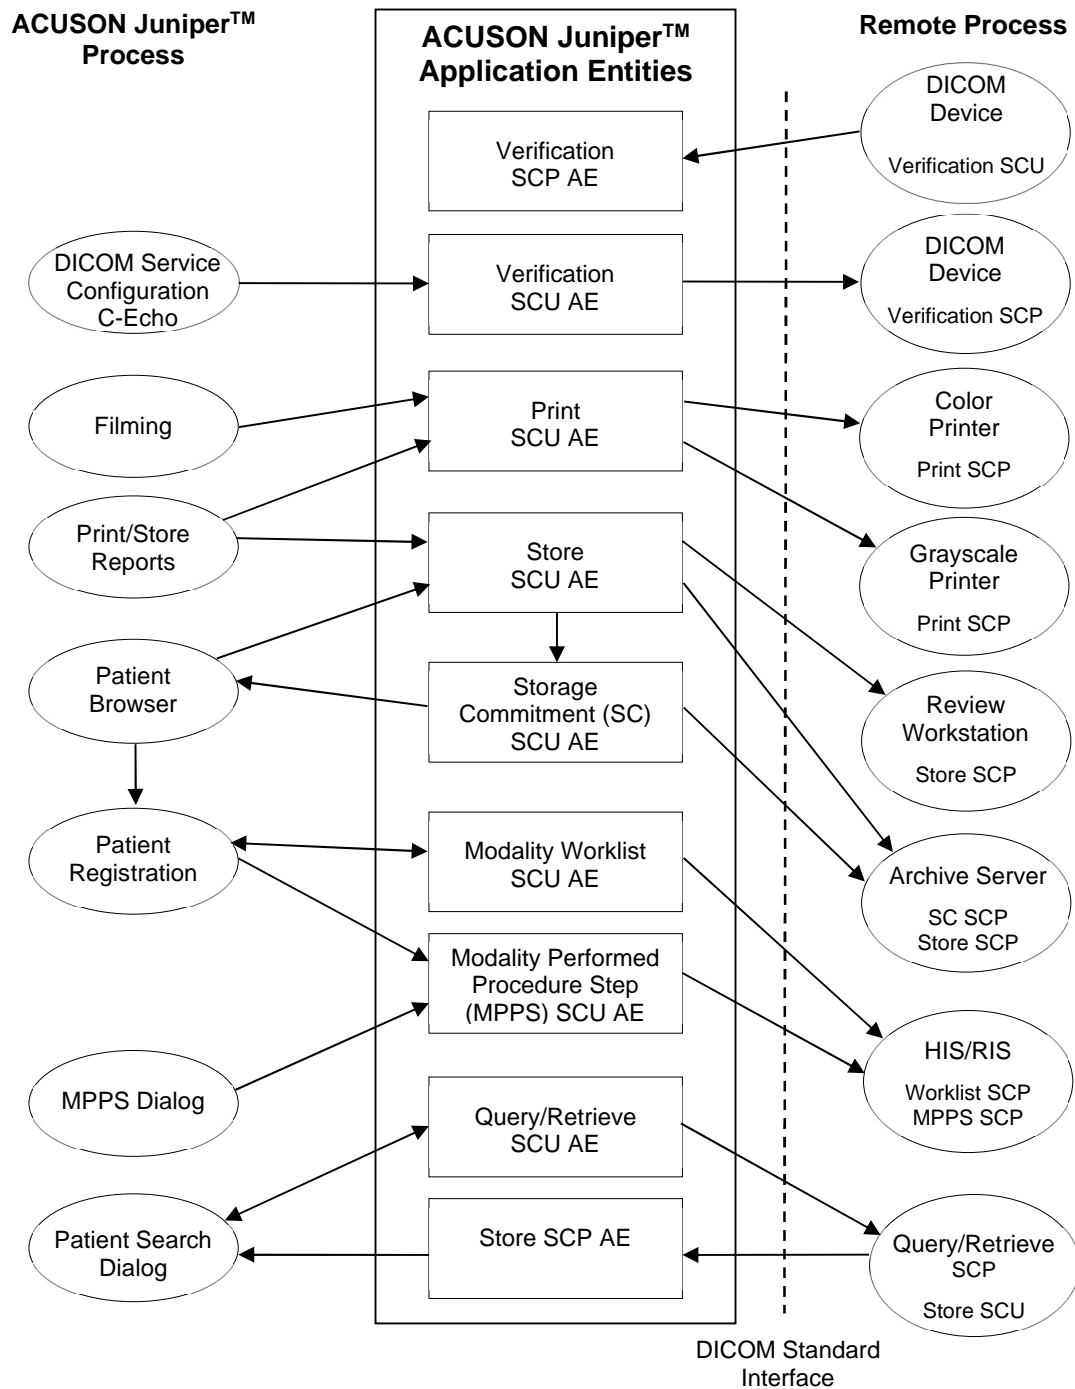 ACUSON Juniper™
Process
ACUSON Juniper™
Application Entities
Remote Process
Verification
SCP AE
DICOM
Device
Verification SCU
DICOM Service
Configuration
C-Echo
Verification
SCU AE
DICOM
Device
Verification SCP
Filming
Print
SCU AE
Color
Printer
Print SCP
Print/Store
Reports
Store
SCU AE
Grayscale
Printer
Print SCP
Patient
Browser
Storage
Commitment (SC)
SCU AE
Review
Workstation
Store SCP
Patient
Registration
Modality Worklist
SCU AE
Archive Server
SC SCP
Store SCP
Modality Performed
Procedure Step
(MPPS) SCU AE
HIS/RIS
Worklist SCP
MPPS SCP
MPPS Dialog
Query/Retrieve
SCU AE
Patient Search
Dialog
Store SCP AE
Query/Retrieve
SCP
Store SCU
DICOM Standard
Interface